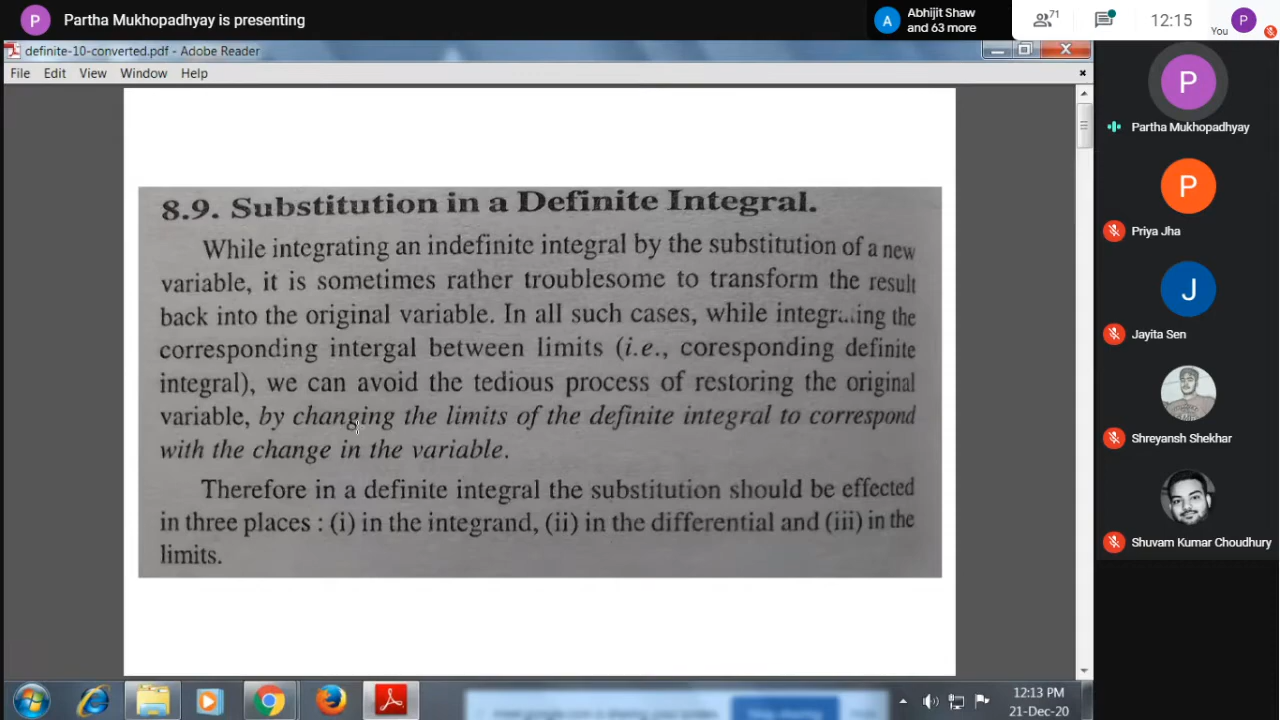 P Partha Mukhopadhyay is presenting
A Abhijit Shaw
and 63 more
71
12:15
You
P
definite-10-converted.pdf - Adobe Reader
File Edit View Window Help
8.9. Substitution in a Definite Integral.
While integrating an indefinite integral by the substitution of a new
variable, it is sometimes rather troublesome to transform the result
back into the original variable. In all such cases, while integrating the
corresponding intergal between limits (i.e., coresponding definite
integral), we can avoid the tedious process of restoring the original
variable, by changing the limits of the definite integral to correspond
with the change in the variable.
Therefore in a definite integral the substitution should be effected
in three places : (i) in the integrand, (ii) in the differential and (iii) in the
limits.
P
Partha Mukhopadhyay
P
Priya Jha
J
Jayita Sen
Shreyansh Shekhar
Shuvam Kumar Choudhury
12:13 PM
21-Dec-20